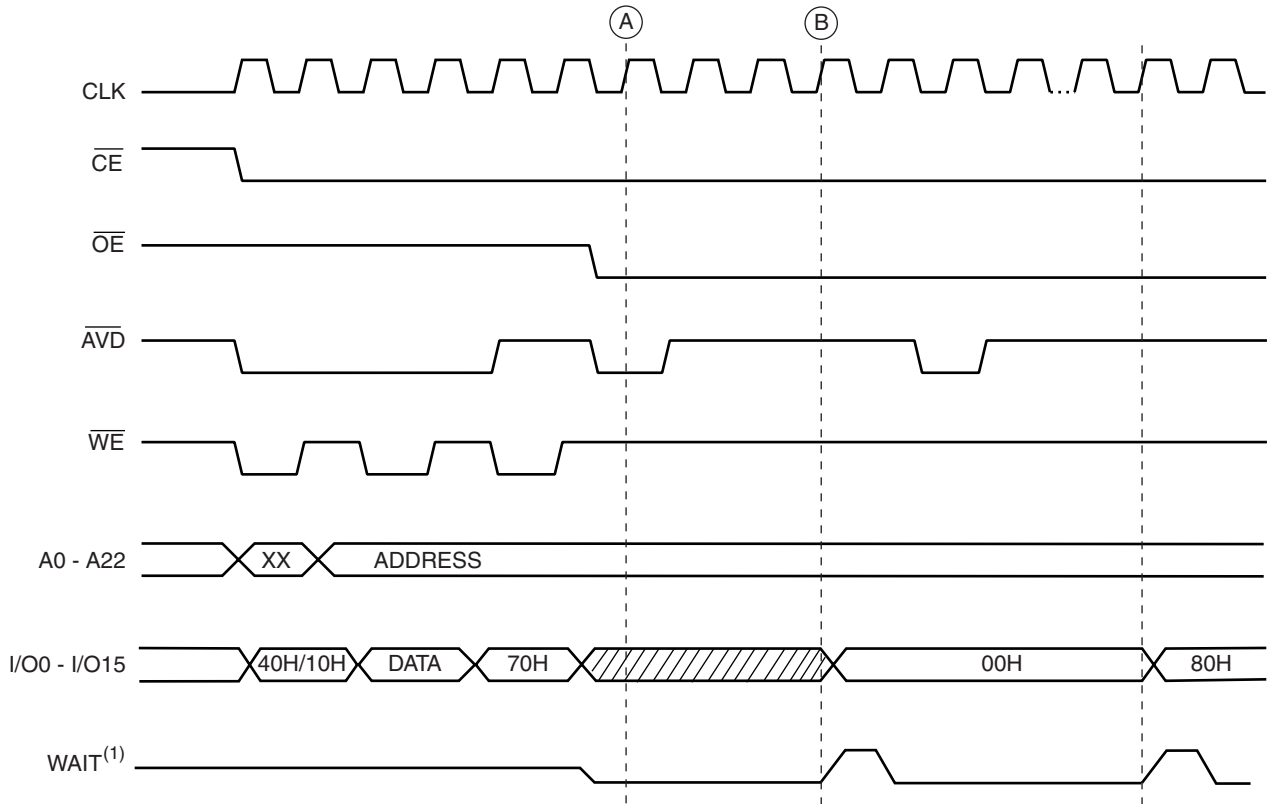 A B
CLK
CE
OE
AVD
WE
A0 - A22 XX ADDRESS
I/O0 - I/O15 40H/10H DATA 70H 00H 80H
WAIT(1)